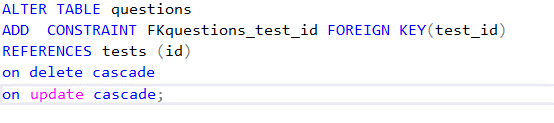 ALTER TABLE questions
ADD  CONSTRAINT FKquestions_test_id FOREIGN KEY(test_id)
REFERENCES tests (id)
on delete cascade
on update cascade;